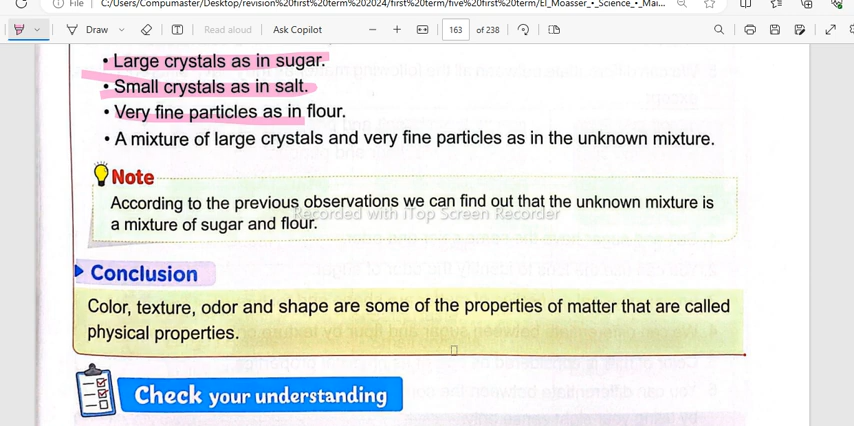 File
C:/Users/Compumaster/Desktop/revision%20first%20term%202024/first%20term/five%20first%20term/El_Moasser_•_Science_•_Mai...
Draw
Read aloud
Ask Copilot
163 of 238
• Large crystals as in sugar.
• Small crystals as in salt.
• Very fine particles as in flour.
• A mixture of large crystals and very fine particles as in the unknown mixture.
Note
According to the previous observations we can find out that the unknown mixture is
Recorded with iTop Screen Recorder
a mixture of sugar and flour.
Conclusion
Color, texture, odor and shape are some of the properties of matter that are called
physical properties.
Check your understanding